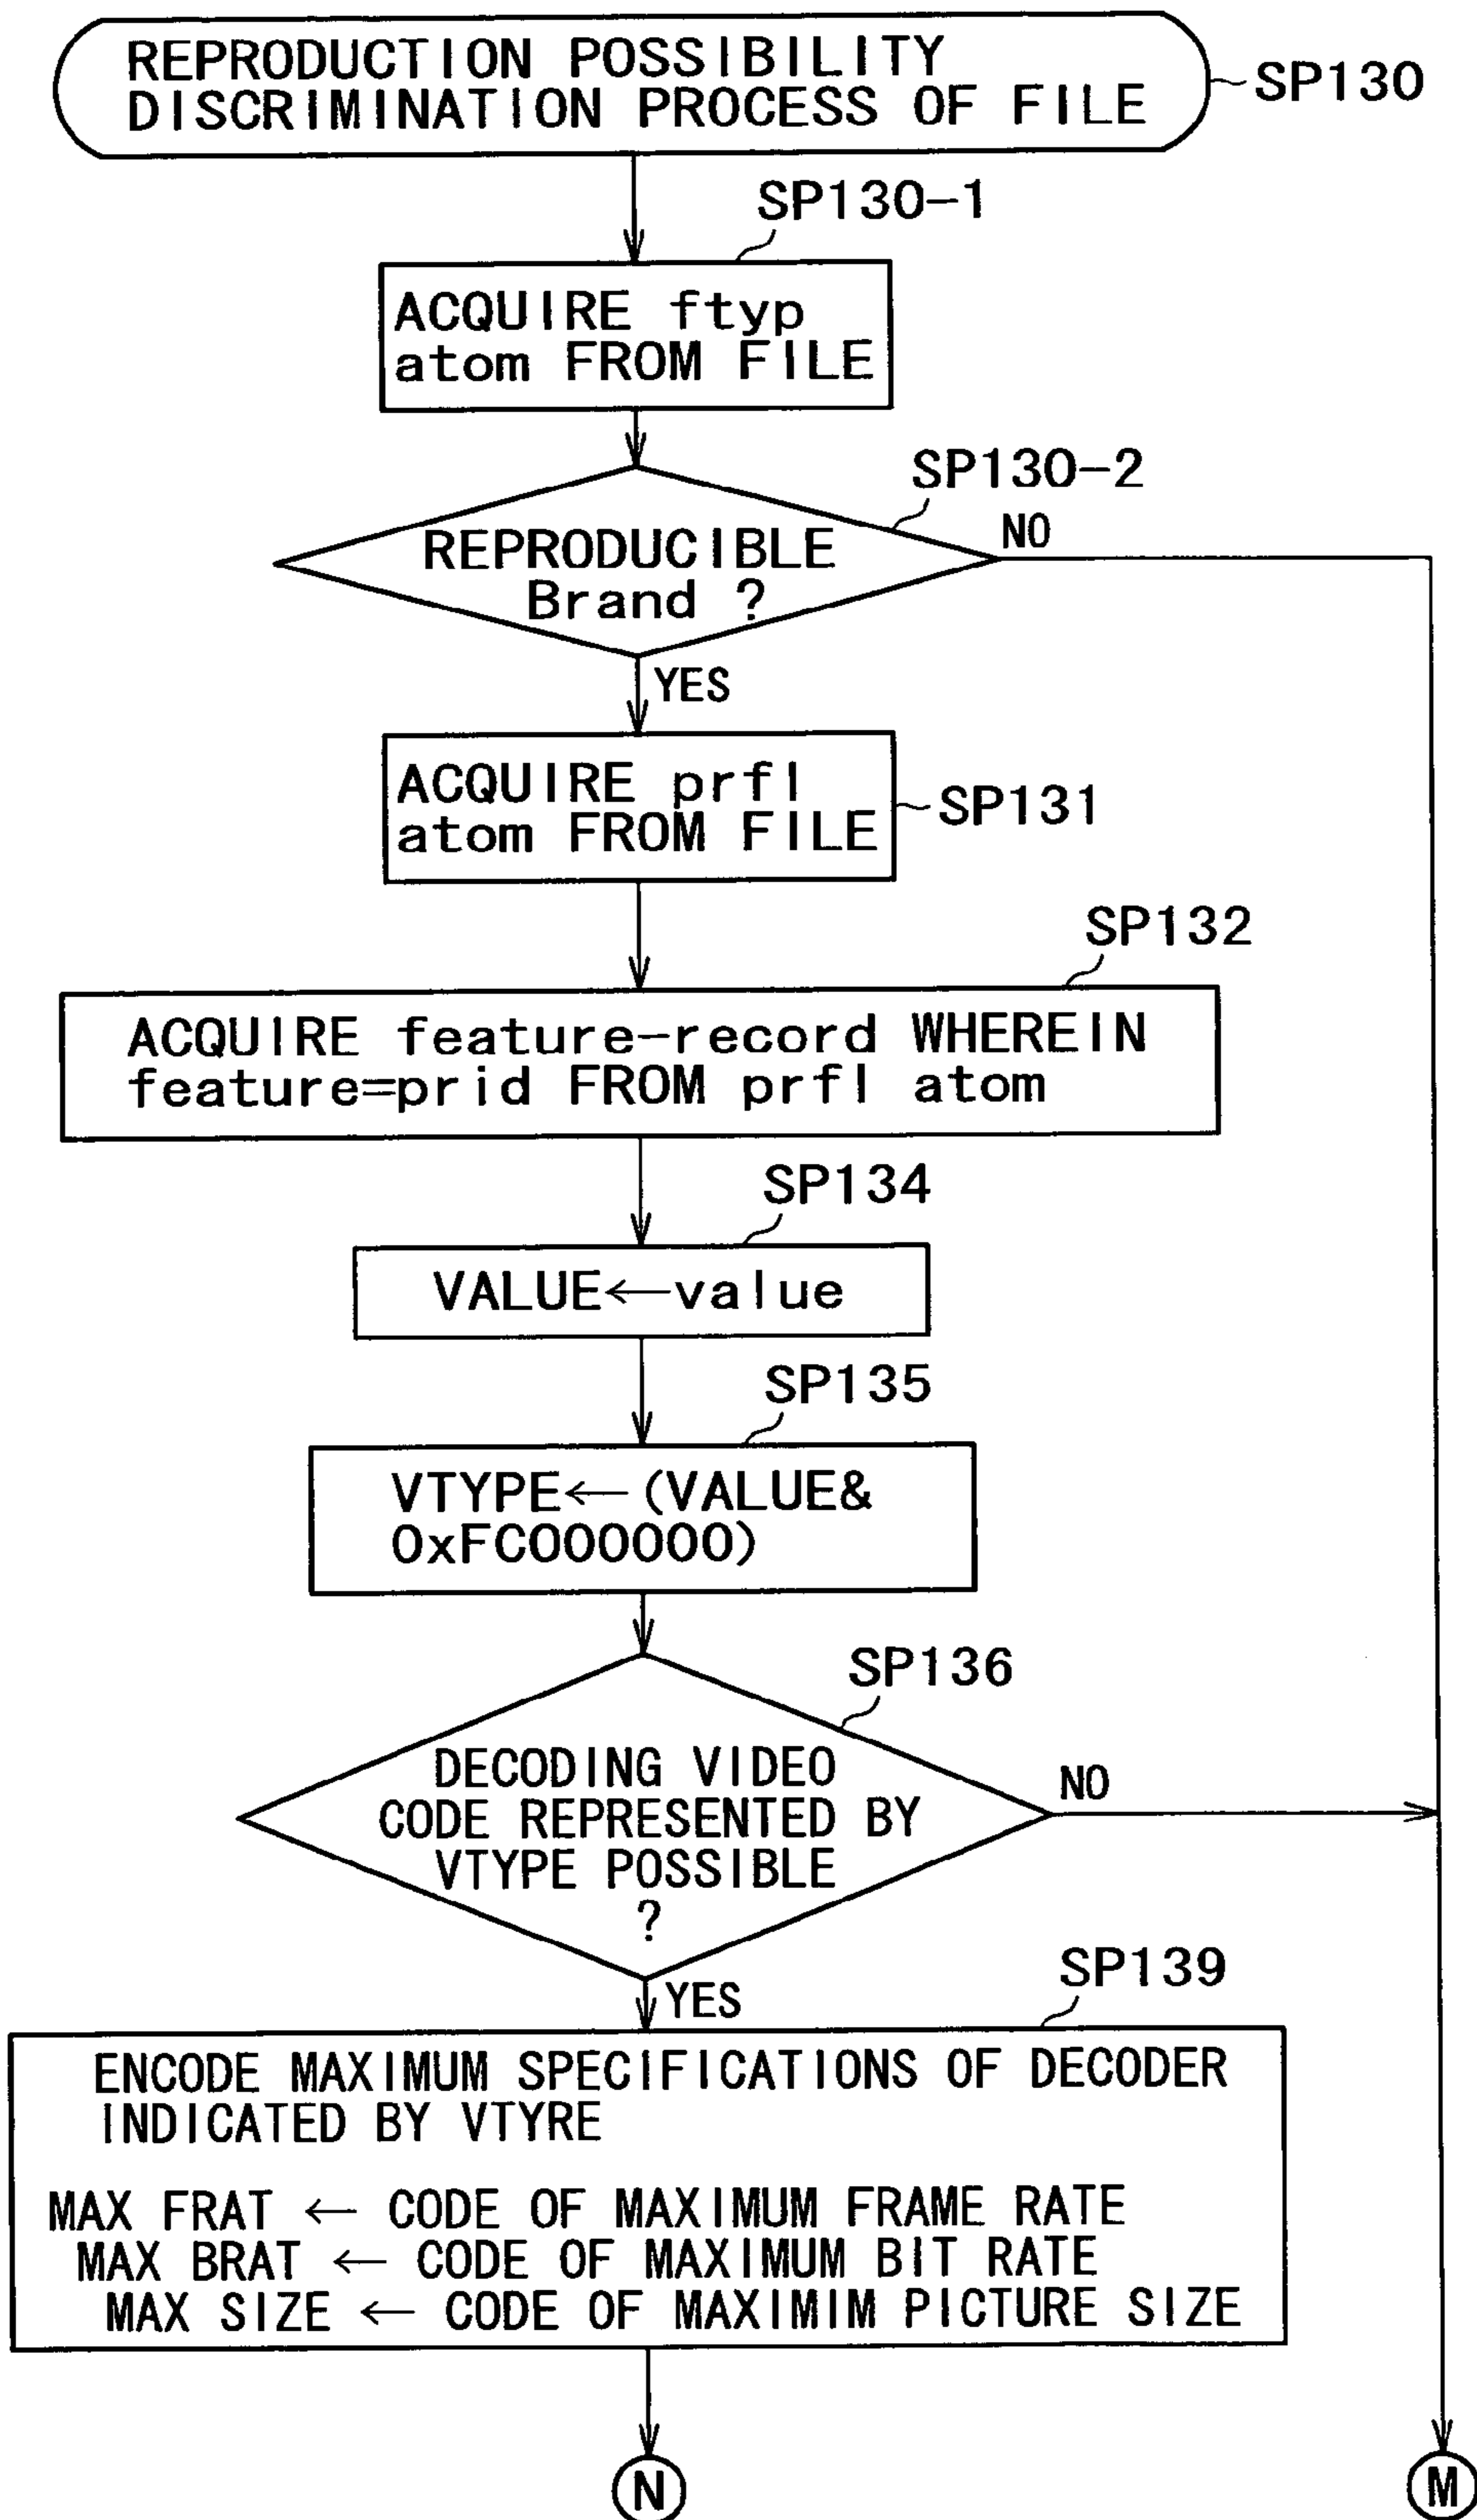 REPRODUCTION POSSIBILITY
DISCRIMINATION PROCESS OF FILE
SP130
SP130-1
ACQUIRE ftyp
atom FROM FILE
SP130-2
REPRODUCIBLE
Brand ?
NO
YES
ACQUIRE prfl
atom FROM FILE
SP131
SP132
ACQUIRE feature-record WHEREIN
feature=prid FROM prfl atom
SP134
VALUE←value
SP135
VTYPE← (VALUE&
0xFC000000)
SP136
DECODING VIDEO
CODE REPRESENTED BY
VTYPE POSSIBLE
?
NO
YES
SP139
ENCODE MAXIMUM SPECIFICATIONS OF DECODER
INDICATED BY VTYRE
MAX FRAT ← CODE OF MAXIMUM FRAME RATE
MAX BRAT ← CODE OF MAXIMUM BIT RATE
MAX SIZE ← CODE OF MAXIMIM PICTURE SIZE
N
M